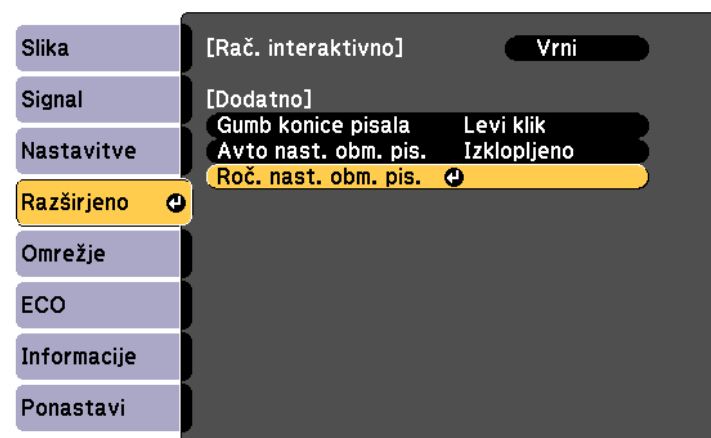 Slika
Signal
Nastavitve
Razširjeno
Omrežje
ECO
Informacije
Ponastavi
[Rač. interaktivno] Vrni
[Dodatno]
Gumb konice pisala Levi klik
Avto nast. obm. pis. Izklopljeno
Roč. nast. obm. pis.